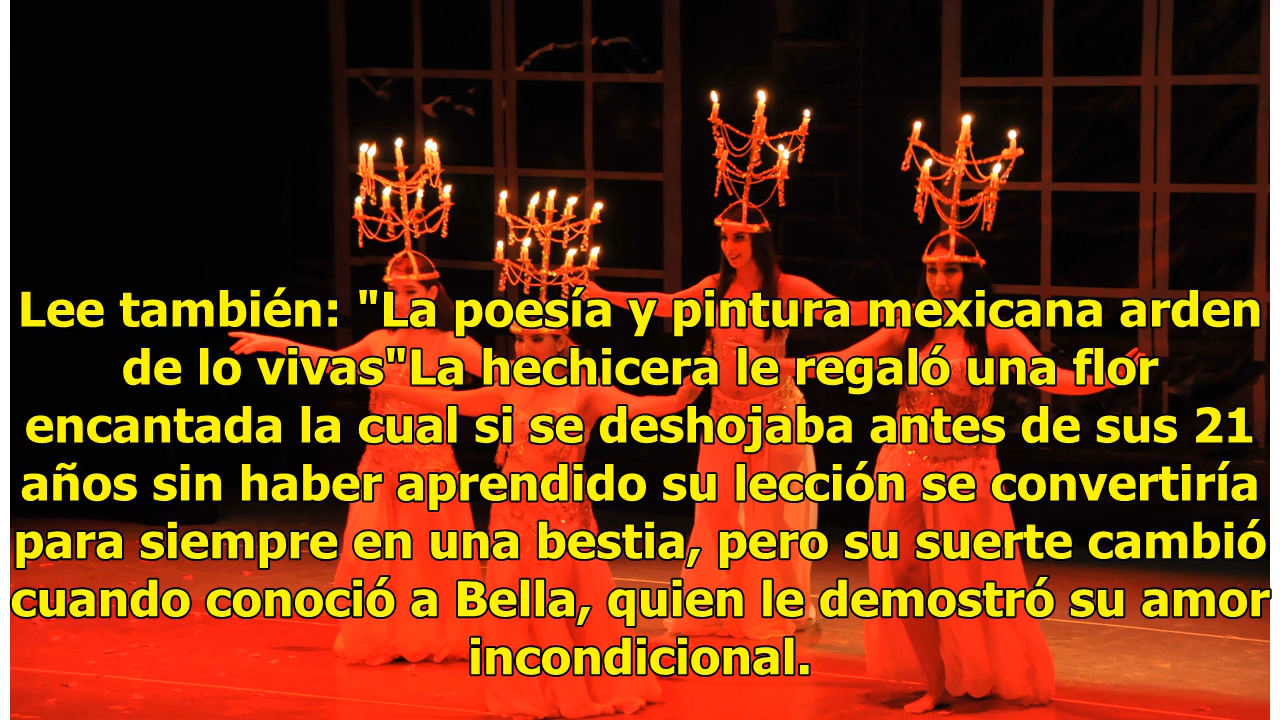 Lee también: "La poesía y pintura mexicana arden
de lo vivas"La hechicera le regaló una flor
encantada la cual si se deshojaba antes de sus 21
años sin haber aprendido su lección se convertiría
para siempre en una bestia, pero su suerte cambió
cuando conoció a Bella, quien le demostró su amor
incondicional.